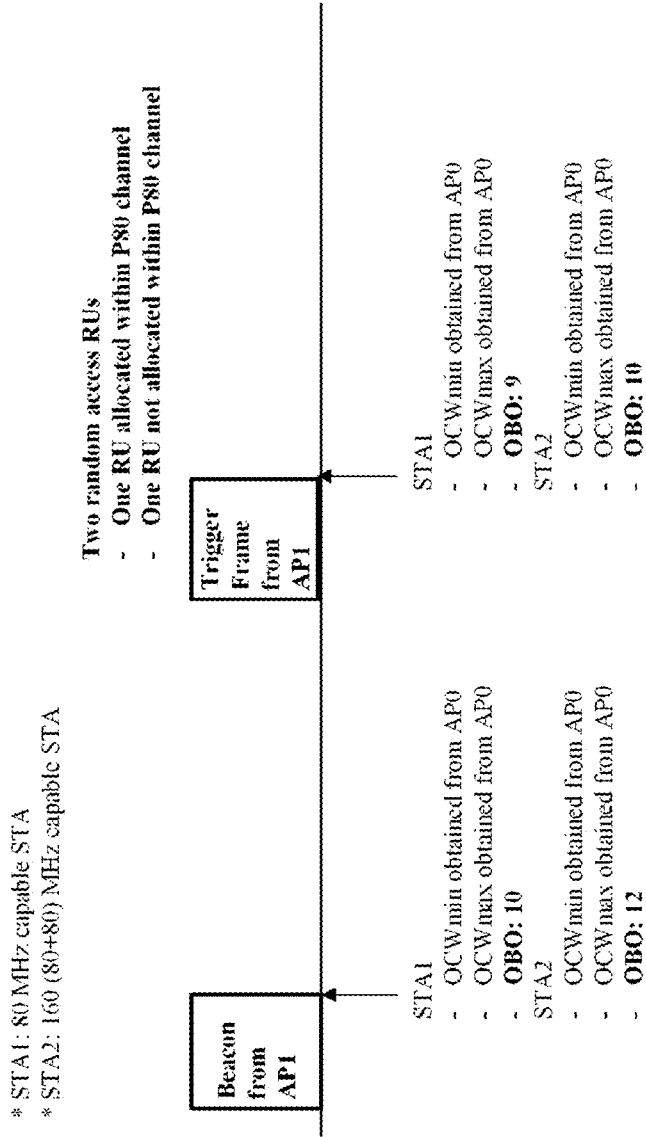 * STA1: 80 MHz capable STA
* STA2: 160 (80+80) MHz capable STA
Two random access RUs
- One RU allocated within P80 channel
- One RU not allocated within P80 channel
Beacon
from
AP1
Trigger
Frame
from
AP1
STA1
- OCWmin obtained from AP0
- OCWmax obtained from AP0
- OBO: 10
STA2
- OCWmin obtained from AP0
- OCWmax obtained from AP0
- OBO: 12
STA1
- OCWmin obtained from AP0
- OCWmax obtained from AP0
- OBO: 9
STA2
- OCWmin obtained from AP0
- OCWmax obtained from AP0
- OBO: 10